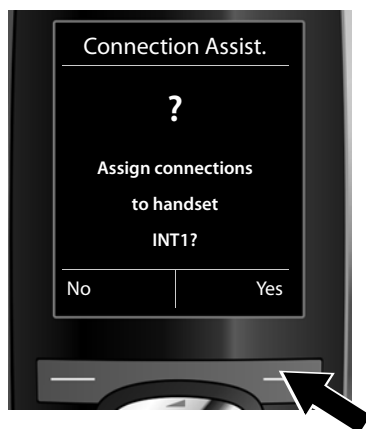 Connection Assist.
?
Assign connections
to handset
INT1?
No Yes